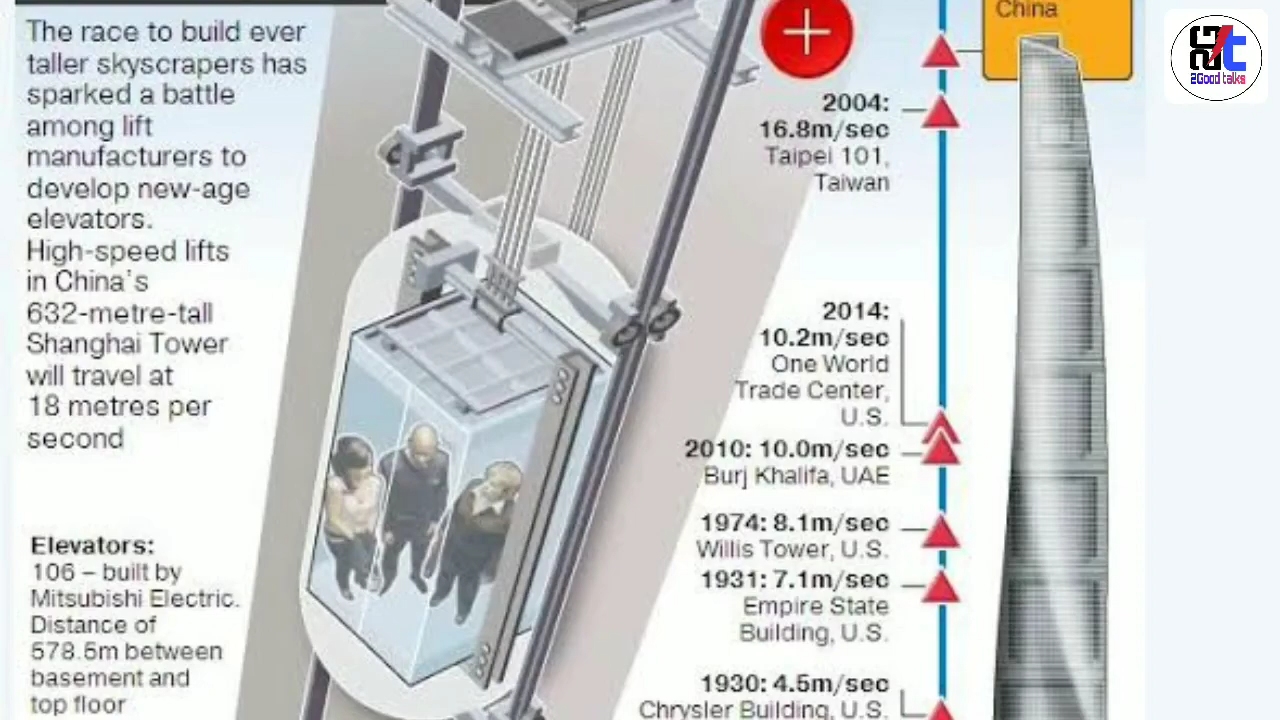 The race to build ever
taller skyscrapers has
sparked a battle
among lift
manufacturers to
develop new-age
elevators.
High-speed lifts
in China's
632-metre-tall
Shanghai Tower
will travel at
18 metres per
second
Elevators:
106 – built by
Mitsubishi Electric.
Distance of
578.5m between
basement and
top floor
China
2004:
16.8m/sec
Taipei 101,
Taiwan
2014:
10.2m/sec
One World
Trade Center,
U.S.
2010: 10.0m/sec
Burj Khalifa, UAE
1974: 8.1m/sec
Willis Tower, U.S.
1931: 7.1m/sec
Empire State
Building, U.S.
1930: 4.5m/sec
Chrysler Building, U.S.
2Good talks